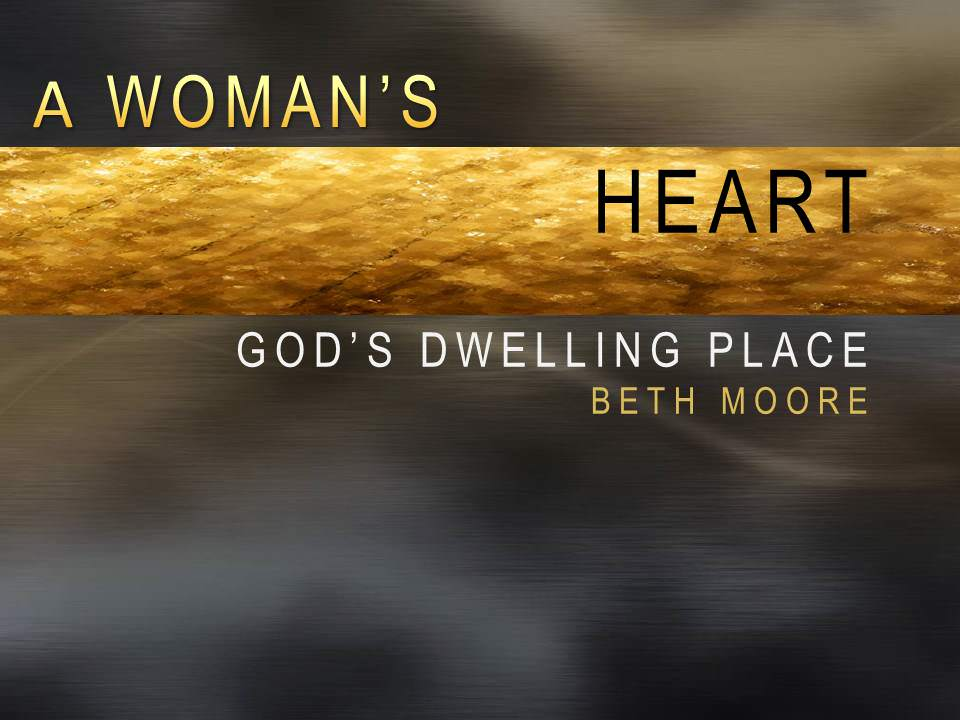 A WOMAN’S
HEART
GOD’S DWELLING PLACE
BETH MOORE